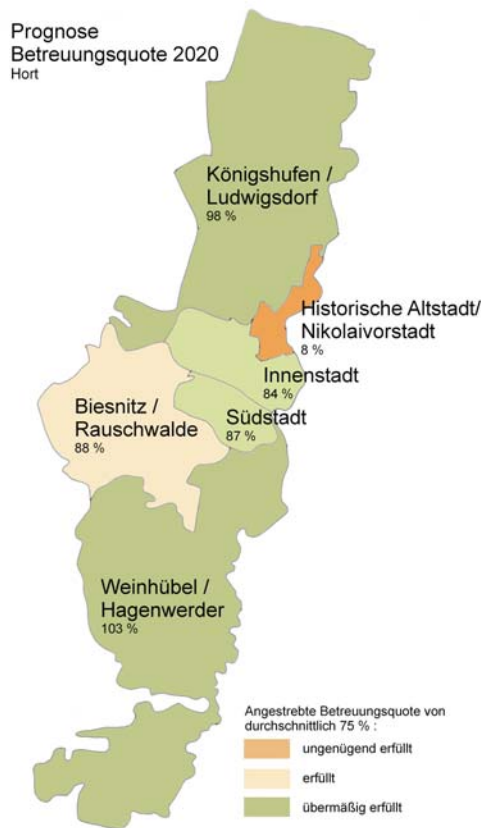 Prognose
Betreuungsquote 2020
Hort
Königshufen /
Ludwigsdorf
98 %
Historische Altstadt/
Nikolaivorstadt
8 %
Innenstadt
84 %
Südstadt
87 %
Biesnitz /
Rauschwalde
88 %
Weinhübel /
Hagenwerder
103 %
Angestrebte Betreuungsquote von
durchschnittlich 75 % :
ungenügend erfüllt
erfüllt
übermäßig erfüllt